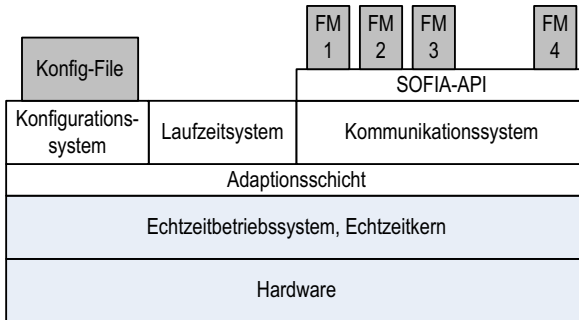 FM 1
FM 2
FM 3
FM 4
Konfig-File
SOFIA-API
Konfigurations-
system
Laufzeitsystem
Kommunikationssystem
Adaptionsschicht
Echtzeitbetriebssystem, Echtzeitkern
Hardware